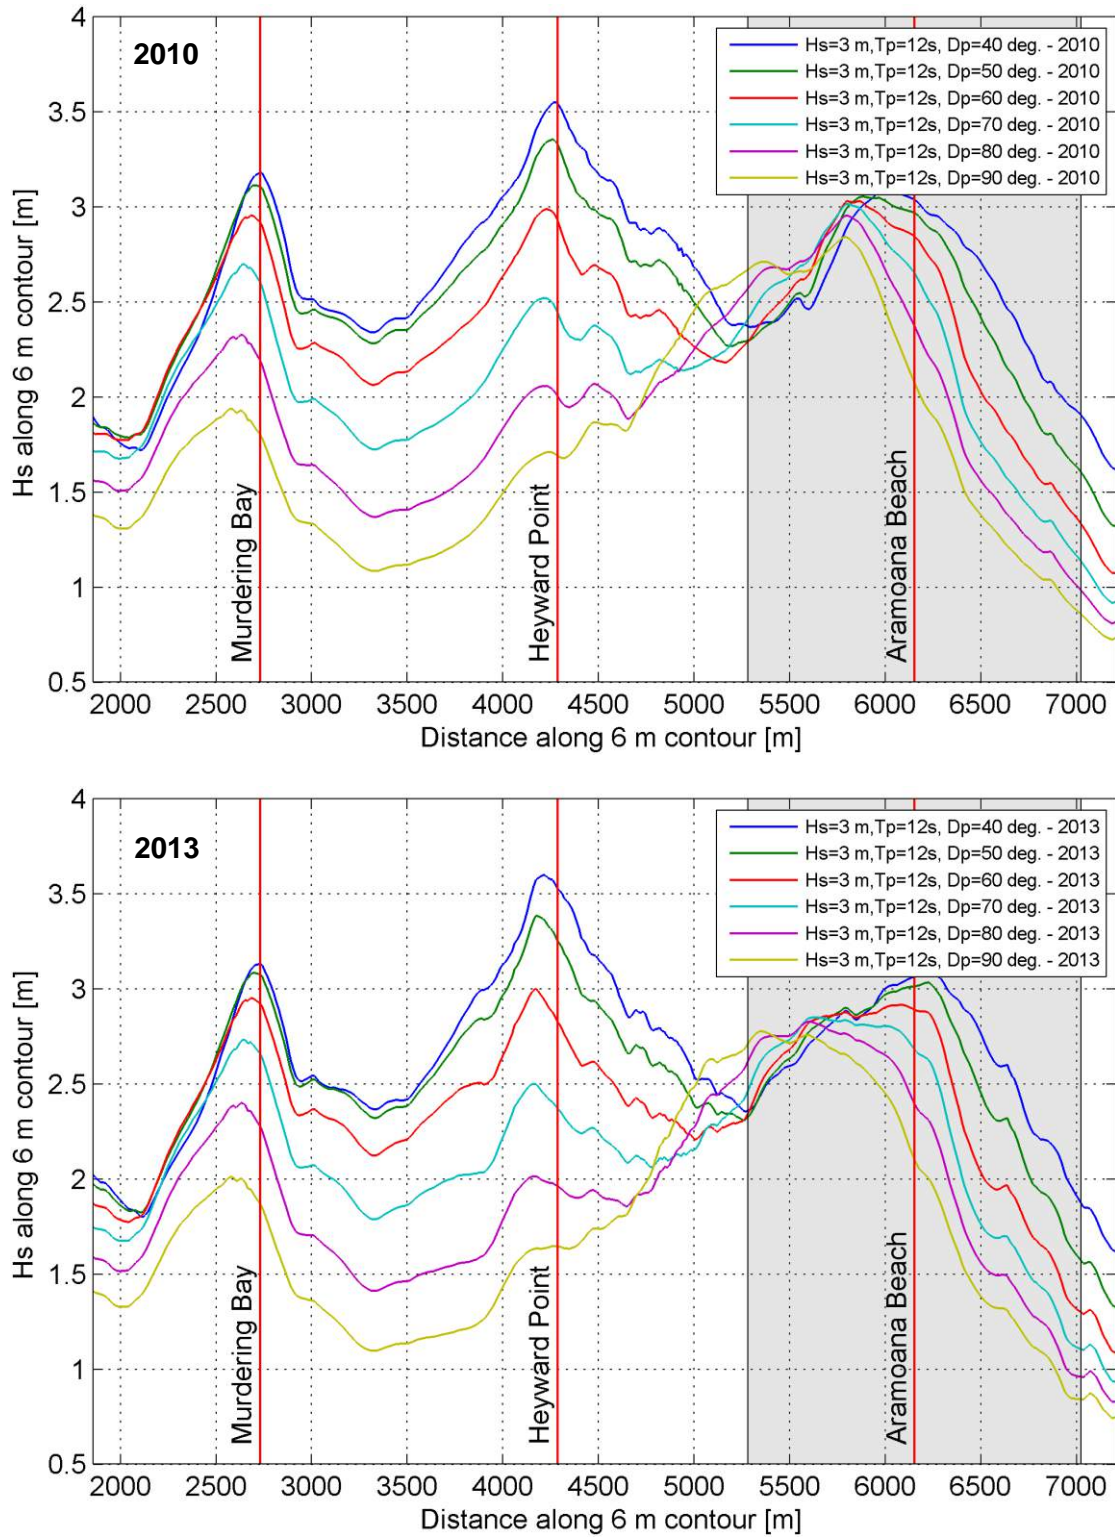 2010
4
3.5
3
2.5
2
1.5
1
0.5
Hs along 6 m contour [m]
Hs=3 m,Tp=12s, Dp=40 deg. - 2010
Hs=3 m,Tp=12s, Dp=50 deg. - 2010
Hs=3 m,Tp=12s, Dp=60 deg. - 2010
Hs=3 m,Tp=12s, Dp=70 deg. - 2010
Hs=3 m,Tp=12s, Dp=80 deg. - 2010
Hs=3 m,Tp=12s, Dp=90 deg. - 2010
Murdering Bay
Heyward Point
Aramoana Beach
2000 2500 3000 3500 4000 4500 5000 5500 6000 6500 7000
Distance along 6 m contour [m]
2013
4
3.5
3
2.5
2
1.5
1
0.5
Hs along 6 m contour [m]
Hs=3 m,Tp=12s, Dp=40 deg. - 2013
Hs=3 m,Tp=12s, Dp=50 deg. - 2013
Hs=3 m,Tp=12s, Dp=60 deg. - 2013
Hs=3 m,Tp=12s, Dp=70 deg. - 2013
Hs=3 m,Tp=12s, Dp=80 deg. - 2013
Hs=3 m,Tp=12s, Dp=90 deg. - 2013
Murdering Bay
Heyward Point
Aramoana Beach
2000 2500 3000 3500 4000 4500 5000 5500 6000 6500 7000
Distance along 6 m contour [m]